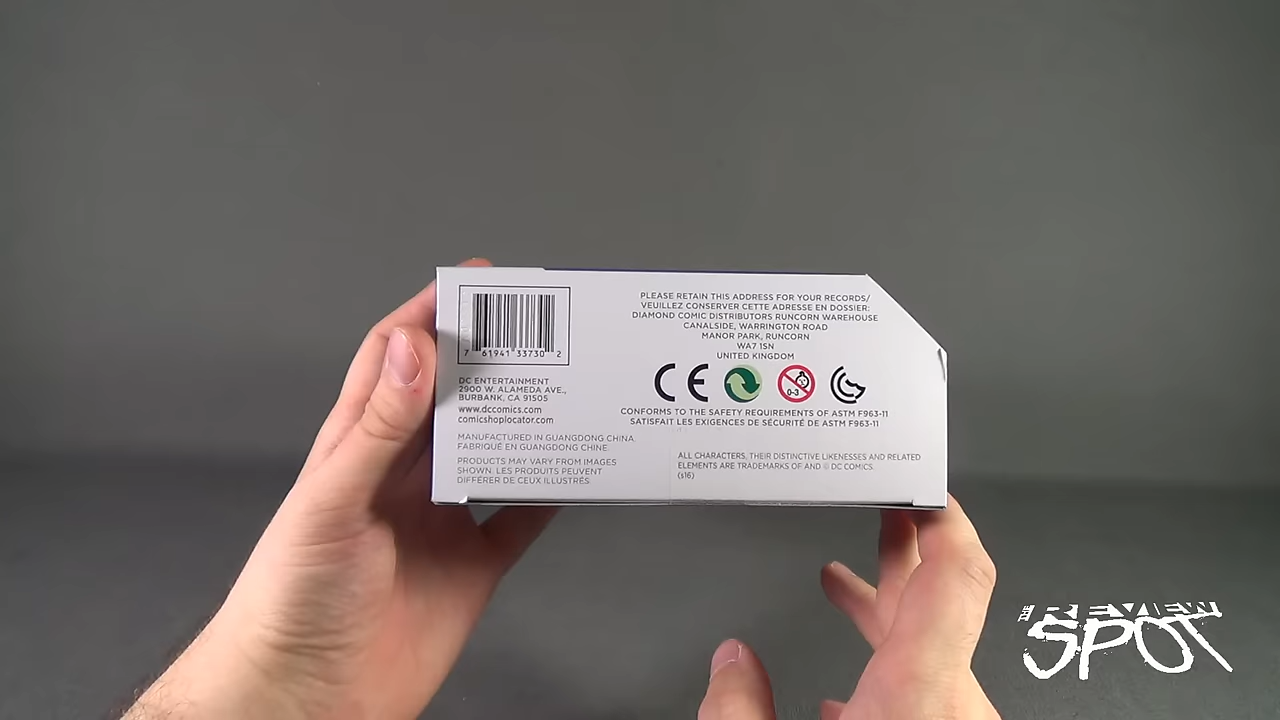 7 61941 33730 2
DC ENTERTAINMENT
2900 W. ALAMEDA AVE.,
BURBANK, CA 91505
www.dccomics.com
comicshoplocator.com
MANUFACTURED IN GUANGDONG CHINA.
FABRIQUÉ EN GUANGDONG CHINE.
PRODUCTS MAY VARY FROM IMAGES
SHOWN. LES PRODUITS PEUVENT
DIFFÉRER DE CEUX ILLUSTRÉS.
PLEASE RETAIN THIS ADDRESS FOR YOUR RECORDS/
VEUILLEZ CONSERVER CETTE ADRESSE EN DOSSIER:
DIAMOND COMIC DISTRIBUTORS RUNCORN WAREHOUSE
CANALSIDE, WARRINGTON ROAD
MANOR PARK, RUNCORN
WA7 1SN
UNITED KINGDOM
CE
0-3
CONFORMS TO THE SAFETY REQUIREMENTS OF ASTM F963-11
SATISFAIT LES EXIGENCES DE SÉCURITÉ DE ASTM F963-11
ALL CHARACTERS, THEIR DISTINCTIVE LIKENESSES AND RELATED
ELEMENTS ARE TRADEMARKS OF AND © DC COMICS.
(s16)
THE REVIEW
SPOT